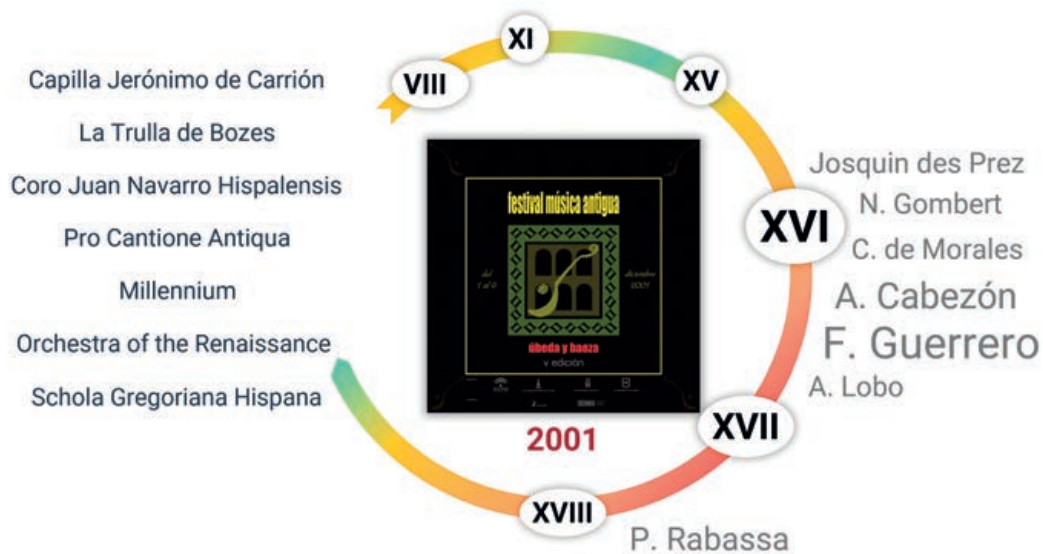 Capilla Jerónimo de Carrión
La Trulla de Bozes
Coro Juan Navarro Hispalensis
Pro Cantione Antiqua
Millennium
Orchestra of the Renaissance
Schola Gregoriana Hispana
VIII
XI
XV
XVI
XVII
XVIII
Josquin des Prez
N. Gombert
C. de Morales
A. Cabezón
F. Guerrero
A. Lobo
P. Rabassa
festival música antigua
del
1 al 9
diciembre
2001
úbeda y baeza
v edición
2001